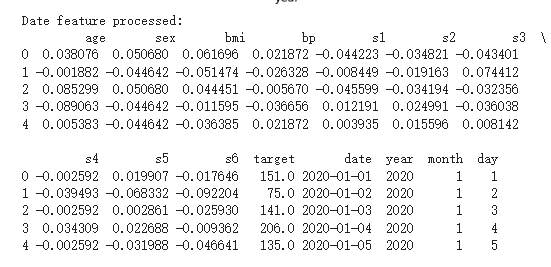 year
Date feature processed:
age sex bmi bp s1 s2 s3 \
0 0.038076 0.050680 0.061696 0.021872 -0.044223 -0.034821 -0.043401
1 -0.001882 -0.044642 -0.051474 -0.026328 -0.008449 -0.019163 0.074412
2 0.085299 0.050680 0.044451 -0.005670 -0.045599 -0.034194 -0.032356
3 -0.089063 -0.044642 -0.011595 -0.036656 0.012191 0.024991 -0.036038
4 0.005383 -0.044642 -0.036385 0.021872 0.003935 0.015596 0.008142
s4 s5 s6 target date year month day
0 -0.002592 0.019907 -0.017646 151.0 2020-01-01 2020 1 1
1 -0.039493 -0.068332 -0.092204 75.0 2020-01-02 2020 1 2
2 -0.002592 0.002861 -0.025930 141.0 2020-01-03 2020 1 3
3 0.034309 0.022688 -0.009362 206.0 2020-01-04 2020 1 4
4 -0.002592 -0.031988 -0.046641 135.0 2020-01-05 2020 1 5